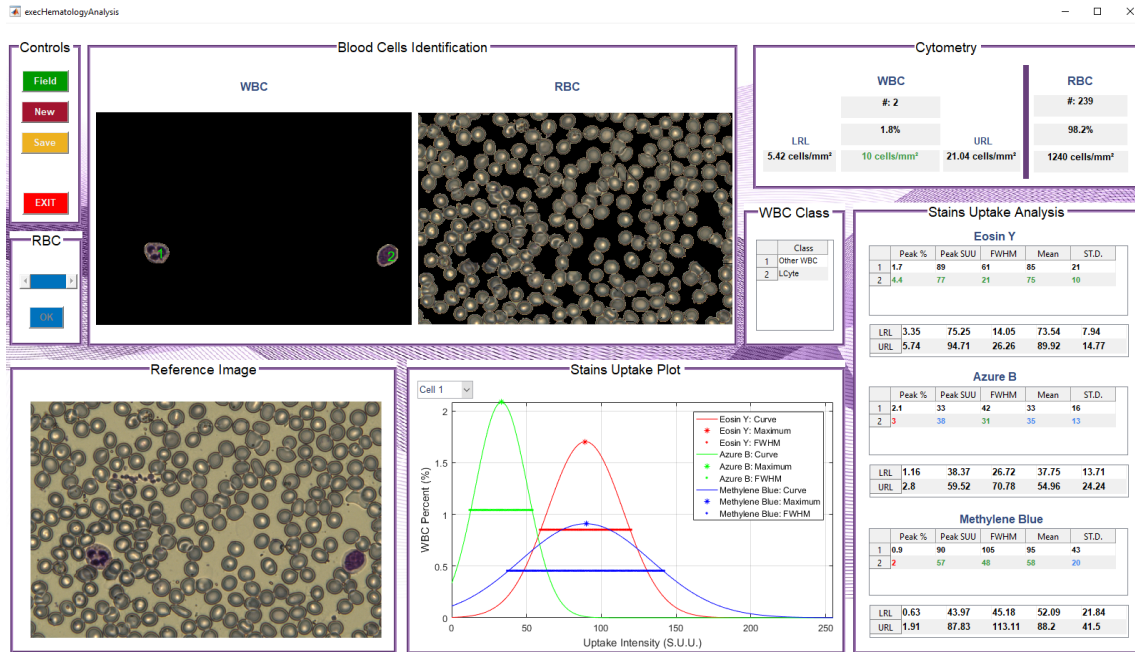 execHematologyAnalysis
Controls
Field
New
Save
EXIT
RBC
OK
Blood Cells Identification
WBC
RBC
1
2
Cytometry
WBC
RBC
#: 2
#: 239
1.8%
98.2%
LRL
URL
5.42 cells/mm²
10 cells/mm²
21.04 cells/mm²
1240 cells/mm²
WBC Class
Class
1 Other WBC
2 LCyte
Stains Uptake Analysis
Eosin Y
Peak % Peak SUU FWHM Mean ST.D.
1 1.7 89 61 85 21
2 4.4 77 21 75 10
LRL 3.35 75.25 14.05 73.54 7.94
URL 5.74 94.71 26.26 89.92 14.77
Azure B
Peak % Peak SUU FWHM Mean ST.D.
1 2.1 33 42 33 16
2 3 38 31 35 13
LRL 1.16 38.37 26.72 37.75 13.71
URL 2.8 59.52 70.78 54.96 24.24
Methylene Blue
Peak % Peak SUU FWHM Mean ST.D.
1 0.9 90 105 95 43
2 2 57 48 58 20
LRL 0.63 43.97 45.18 52.09 21.84
URL 1.91 87.83 113.11 88.2 41.5
Reference Image
Stains Uptake Plot
Cell 1
WBC Percent (%)
2
1.5
1
0.5
0
0 50 100 150 200 250
Uptake Intensity (S.U.U.)
Eosin Y: Curve
Eosin Y: Maximum
Eosin Y: FWHM
Azure B: Curve
Azure B: Maximum
Azure B: FWHM
Methylene Blue: Curve
Methylene Blue: Maximum
Methylene Blue: FWHM